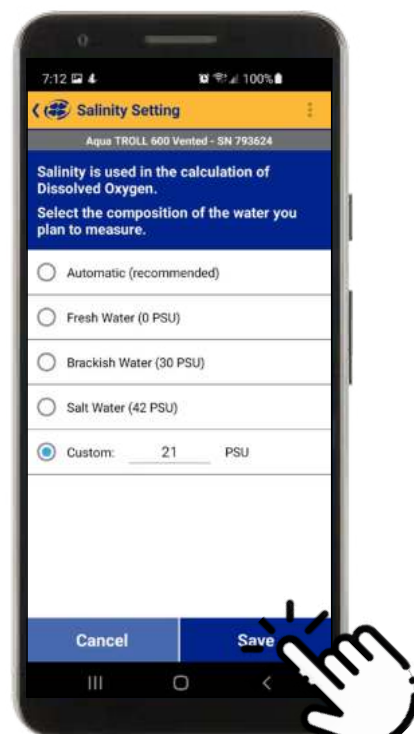 7:12 100%
Salinity Setting
Aqua TROLL 600 Vented - SN 793624
Salinity is used in the calculation of
Dissolved Oxygen.
Select the composition of the water you
plan to measure.
Automatic (recommended)
Fresh Water (0 PSU)
Brackish Water (30 PSU)
Salt Water (42 PSU)
Custom: 21 PSU
Cancel Save